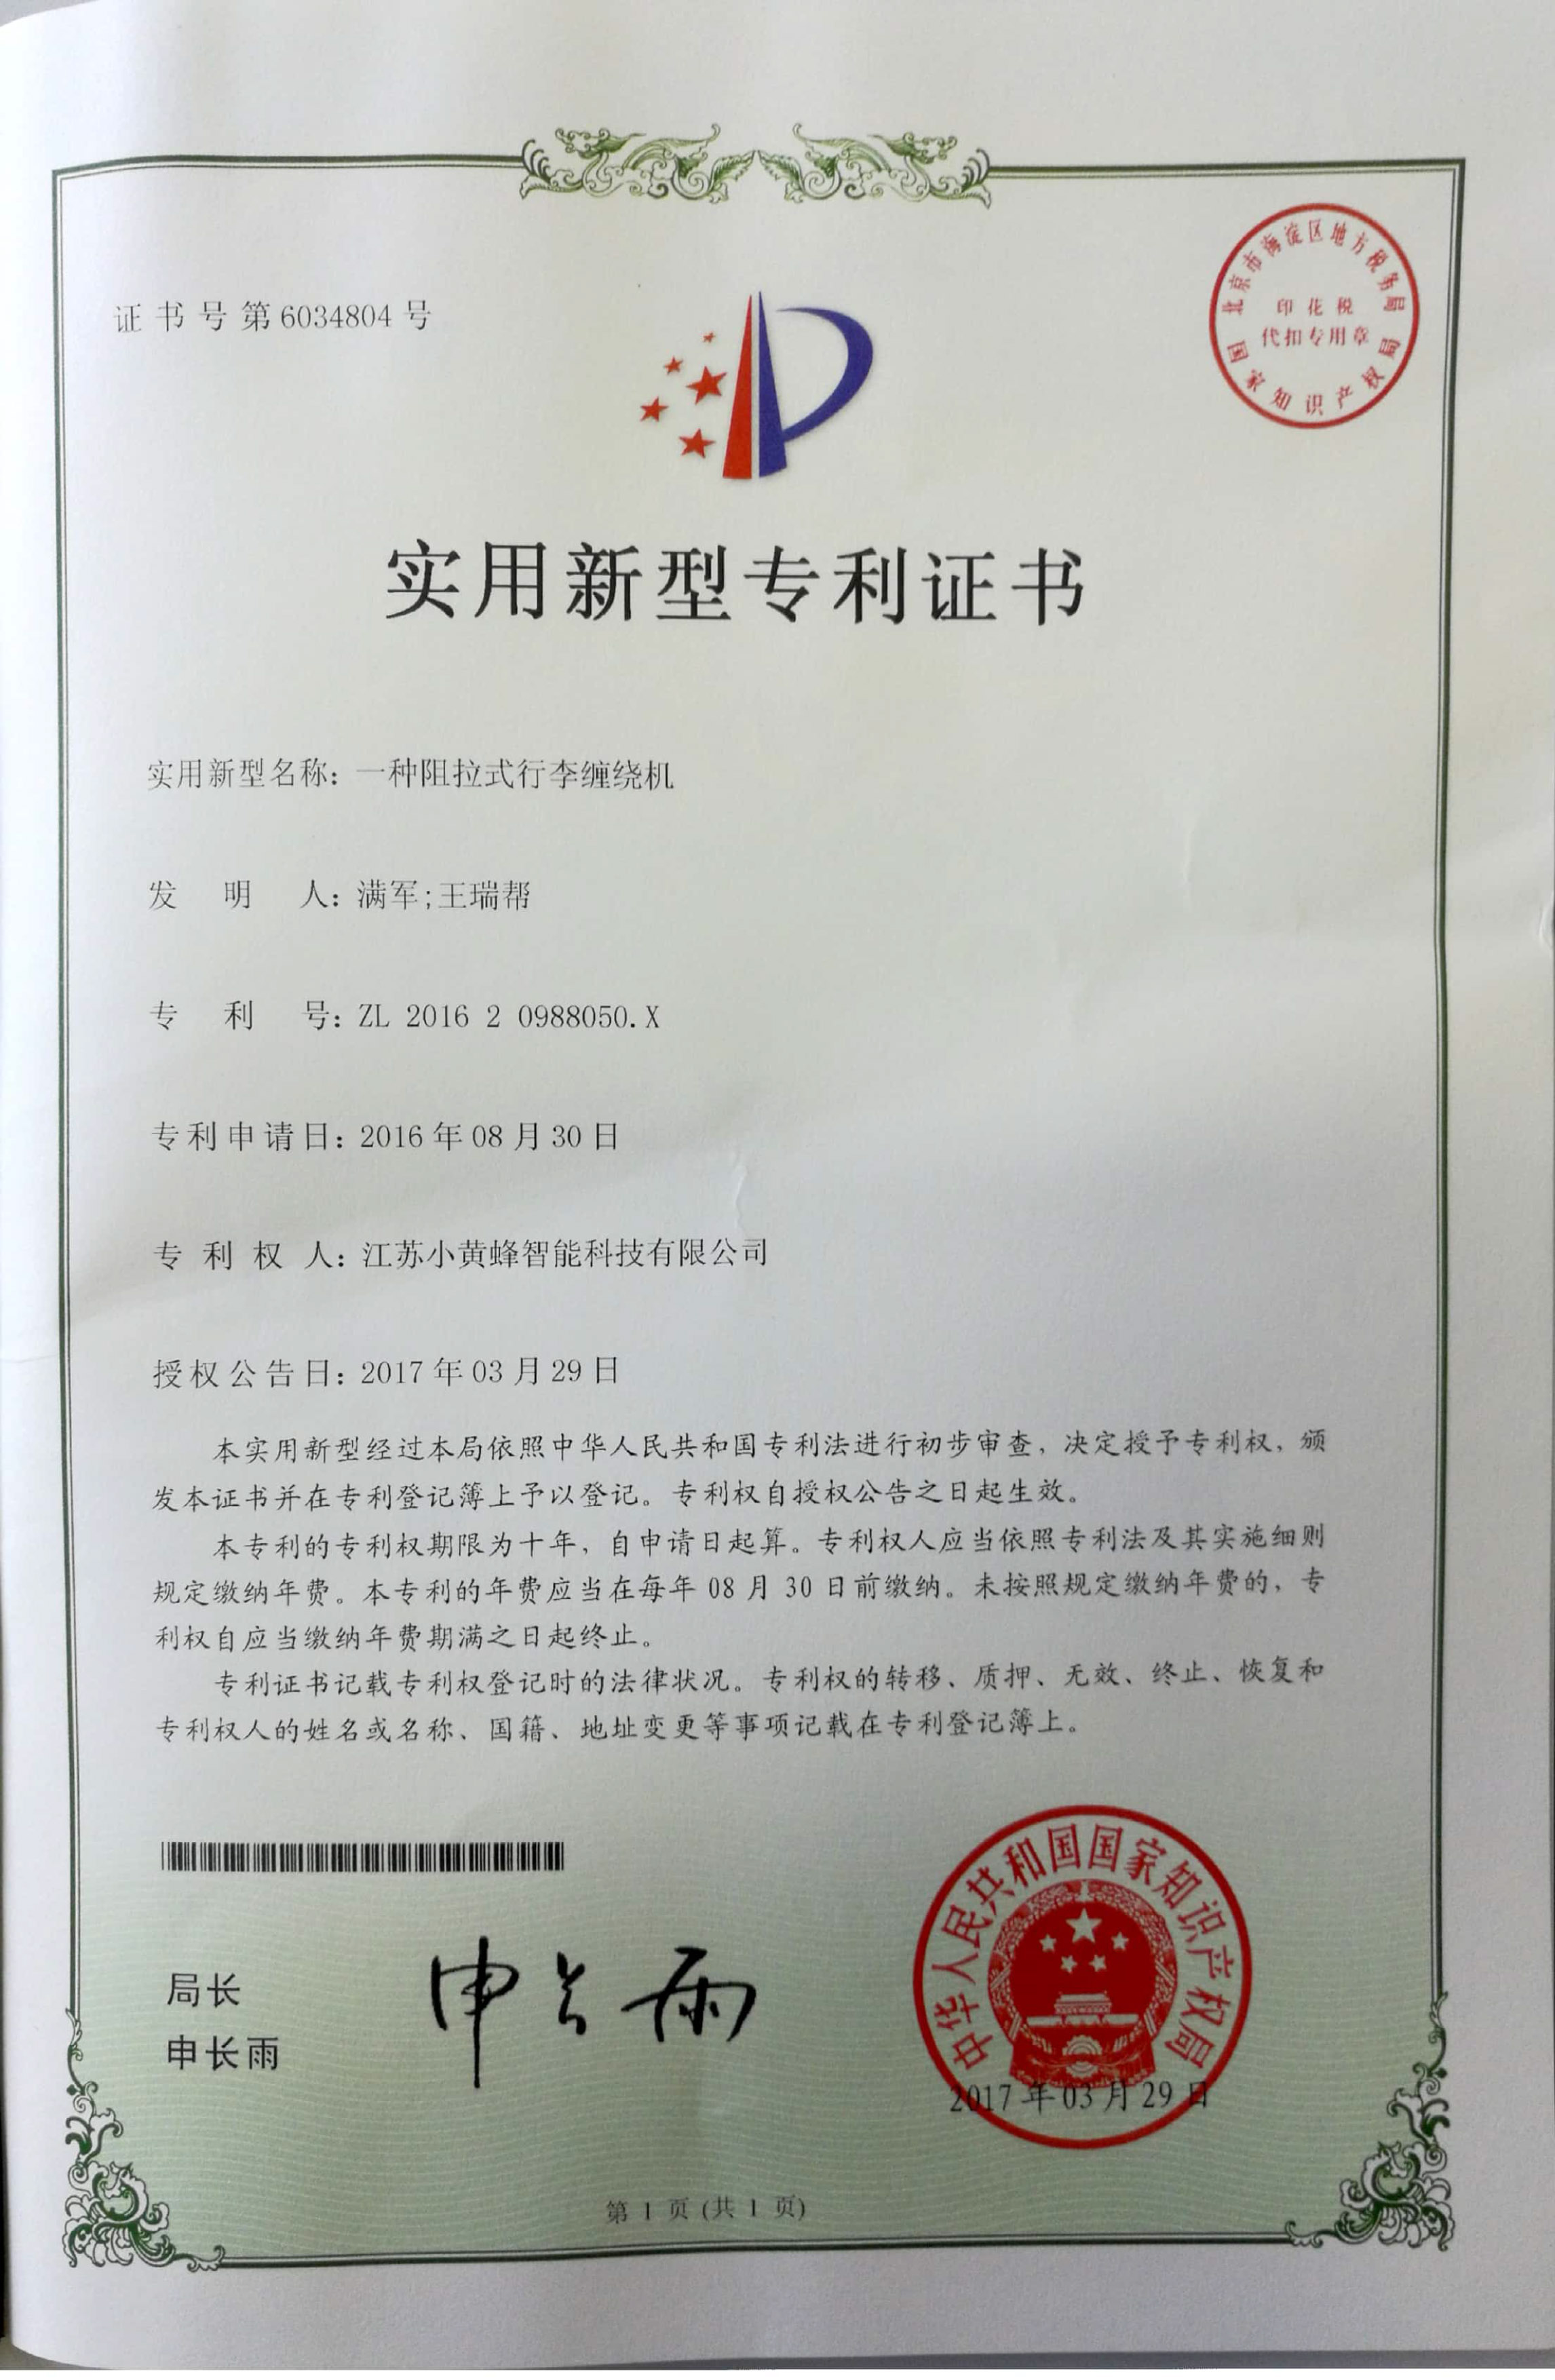 证书号第6034804号
北京市海淀区地方税务局
印花税
代扣专用章
国家知识产权局
实用新型专利证书
实用新型名称：一种阻拉式行李缠绕机
发明人：满军;王瑞帮
专利号：ZL 2016 2 0988050.X
专利申请日：2016年08月30日
专利权人：江苏小黄蜂智能科技有限公司
授权公告日：2017年03月29日
本实用新型经过本局依照中华人民共和国专利法进行初步审查，决定授予专利权，颁
发本证书并在专利登记簿上予以登记。专利权自授权公告之日起生效。
本专利的专利权期限为十年，自申请日起算。专利权人应当依照专利法及其实施细则
规定缴纳年费。本专利的年费应当在每年08月30日前缴纳。未按照规定缴纳年费的，专
利权自应当缴纳年费期满之日起终止。
专利证书记载专利权登记时的法律状况。专利权的转移、质押、无效、终止、恢复和
专利权人的姓名或名称、国籍、地址变更等事项记载在专利登记簿上。
局长
申长雨
申长雨
中华人民共和国国家知识产权局
2017年03月29日
第1页(共1页)